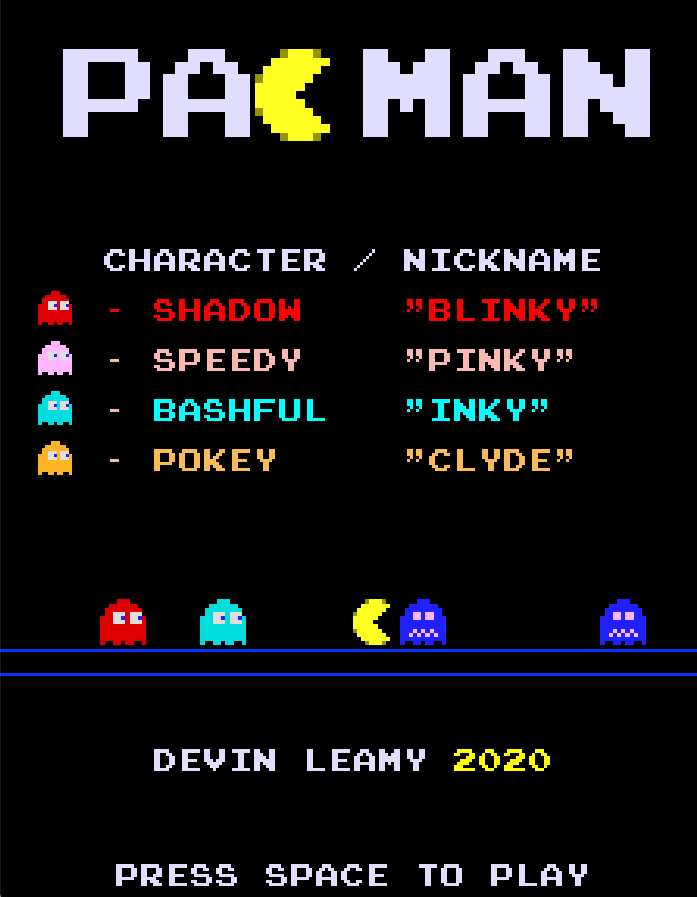 PACMAN
CHARACTER / NICKNAME
- SHADOW "BLINKY"
- SPEEDY "PINKY"
- BASHFUL "INKY"
- POKEY "CLYDE"
DEVIN LEAMY 2020
PRESS SPACE TO PLAY